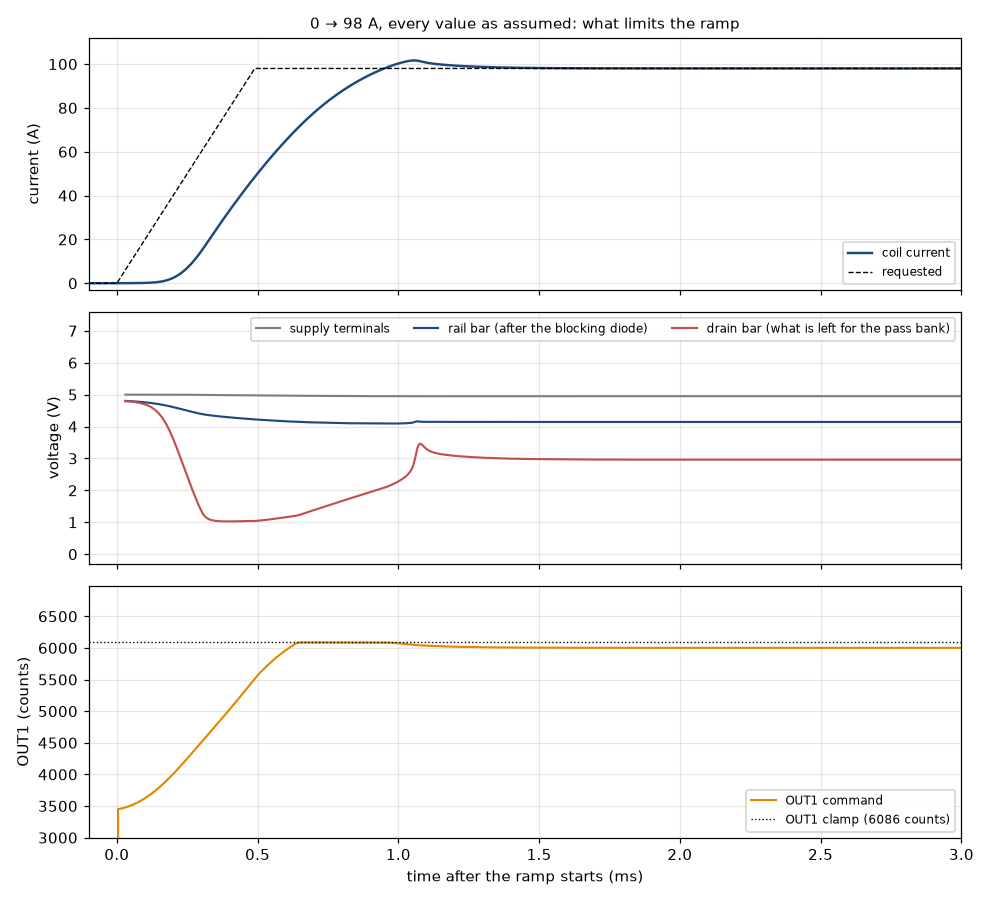 0 → 98 A, every value as assumed: what limits the ramp
100
80
60
40
20
0
current (A)
coil current
requested
7
6
5
4
3
2
1
0
voltage (V)
supply terminals
rail bar (after the blocking diode)
drain bar (what is left for the pass bank)
6500
6000
5500
5000
4500
4000
3500
3000
OUT1 (counts)
OUT1 command
OUT1 clamp (6086 counts)
0.0 0.5 1.0 1.5 2.0 2.5 3.0
time after the ramp starts (ms)